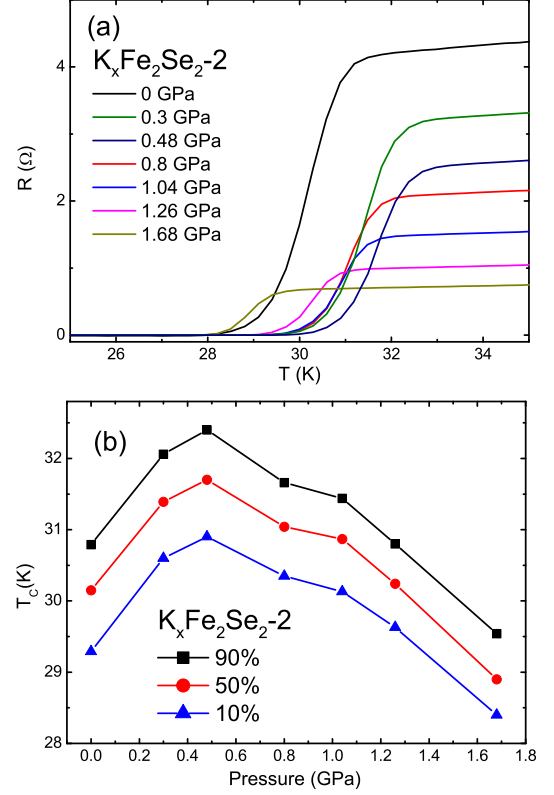 (a)
K_xFe_2Se_2-2
0 GPa
0.3 GPa
0.48 GPa
0.8 GPa
1.04 GPa
1.26 GPa
1.68 GPa
R (Ω)
4
2
0
26 28 30 32 34
T (K)
(b)
T_C(K)
32
31
30
29
28
K_xFe_2Se_2-2
90%
50%
10%
0.0 0.2 0.4 0.6 0.8 1.0 1.2 1.4 1.6 1.8
Pressure (GPa)